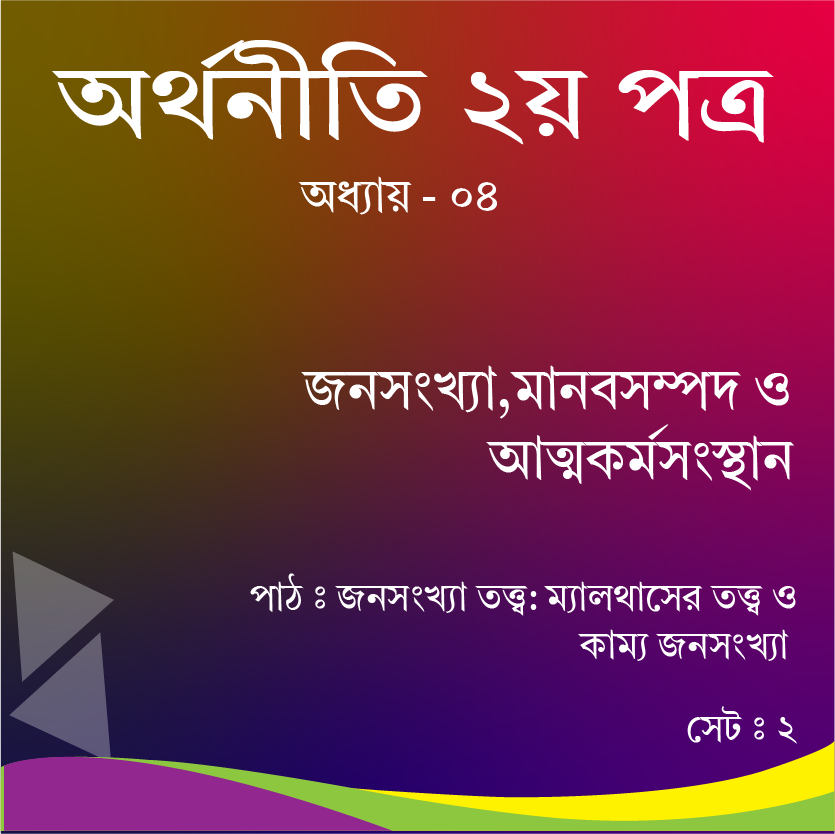 অর্থনীতি ২য় পত্র
অধ্যায় - ০৪
জনসংখ্যা,মানবসম্পদ ও
আত্মকর্মসংস্থান
পাঠ ঃ জনসংখ্যা তত্ত্ব: ম্যালথাসের তত্ত্ব ও
কাম্য জনসংখ্যা
সেট ঃ ২